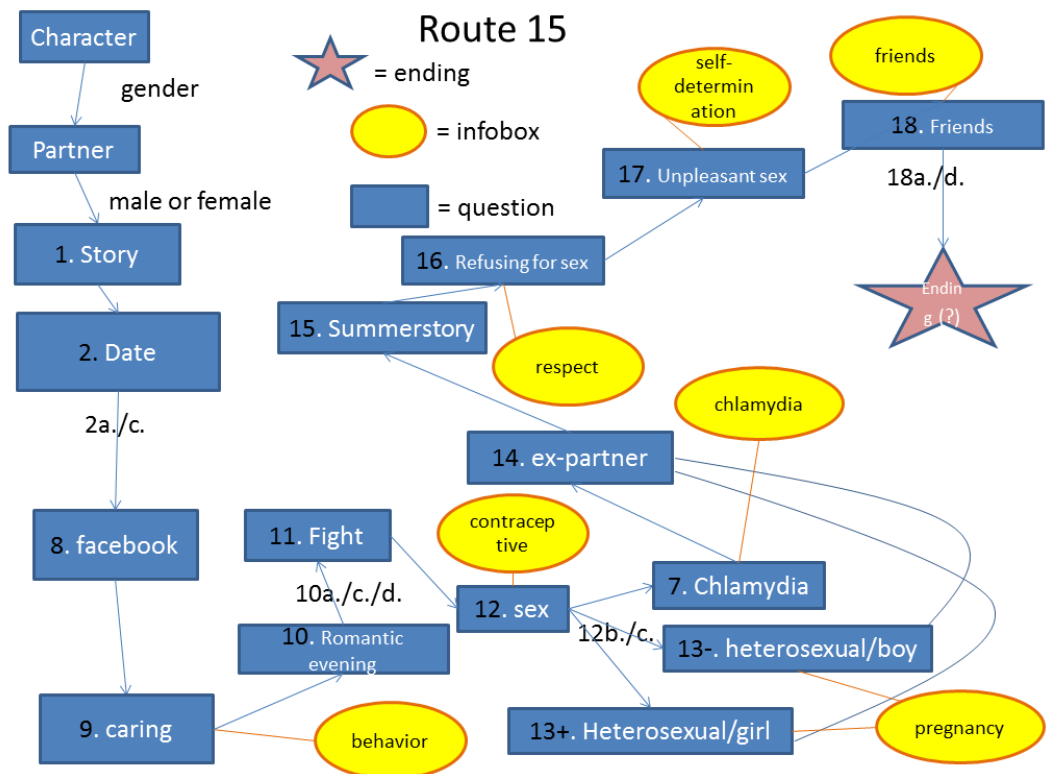 Route 15
Character
gender
Partner
male or female
1. Story
2. Date
2a./c.
8. facebook
9. caring
behavior
10. Romantic
evening
10a./c./d.
11. Fight
12. sex
contracep
tive
12b./c.
7. Chlamydia
chlamydia
13-. heterosexual/boy
13+. Heterosexual/girl
pregnancy
14. ex-partner
15. Summerstory
16. Refusing for sex
respect
17. Unpleasant sex
self-
determin
ation
18. Friends
friends
18a./d.
Endin
g (?)
= ending
= infobox
= question